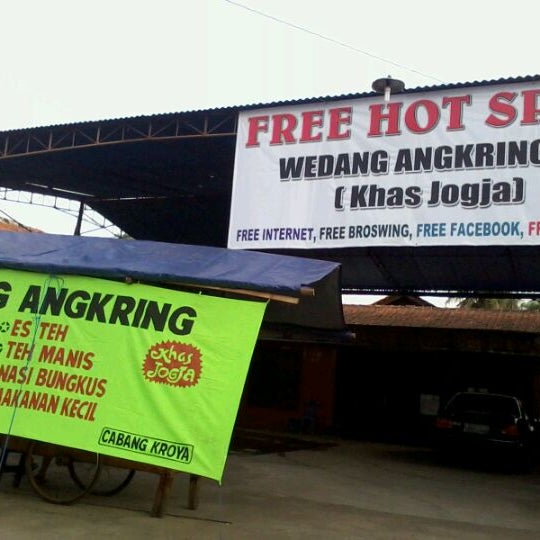 FREE HOT
WEDANG ANGKRING
( Khas Jogja)
FREE INTERNET, FREE BROSWING, FREE FACEBOOK,
ANGKRING
ES TEH
TEH MANIS
NASI BUNGKUS
MAKANAN KECIL
Khas
Jogja
CABANG KROYA